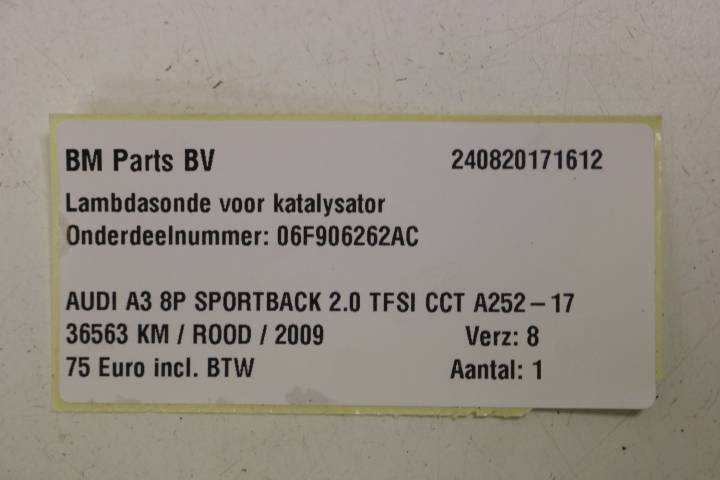 BM Parts BV 240820171612
Lambdasonde voor katalysator
Onderdeelnummer: 06F906262AC
AUDI A3 8P SPORTBACK 2.0 TFSI CCT A252-17
36563 KM / ROOD / 2009 Verz: 8
75 Euro incl. BTW Aantal: 1